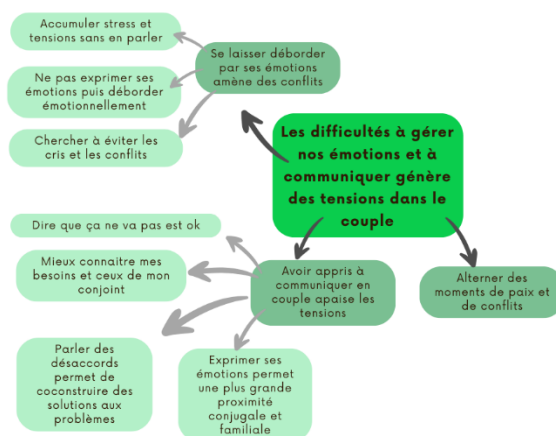 Accumuler stress et
tensions sans en parler
Se laisser déborder
par ses émotions
amène des conflits
Ne pas exprimer ses
émotions puis déborder
émotionnellement
Chercher à éviter les
cris et les conflits
Les difficultés à gérer
nos émotions et à
communiquer génère
des tensions dans le
couple
Dire que ça ne va pas est ok
Mieux connaitre mes
besoins et ceux de mon
conjoint
Avoir appris à
communiquer en
couple apaise les
tensions
Alterner des
moments de paix et
de conflits
Parler des
désaccords
permet de
coconstruire des
solutions aux
problèmes
Exprimer ses
émotions permet
une plus grande
proximité
conjugale et
familiale